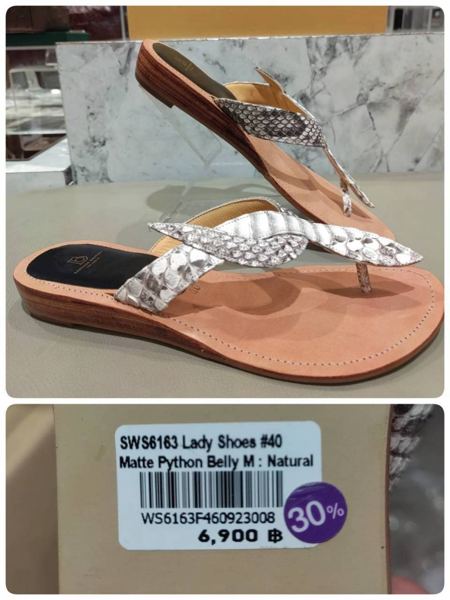 SWS6163 Lady Shoes #40
Matte Python Belly M : Natural
WS6163F460923008
6,900 ฿
30%